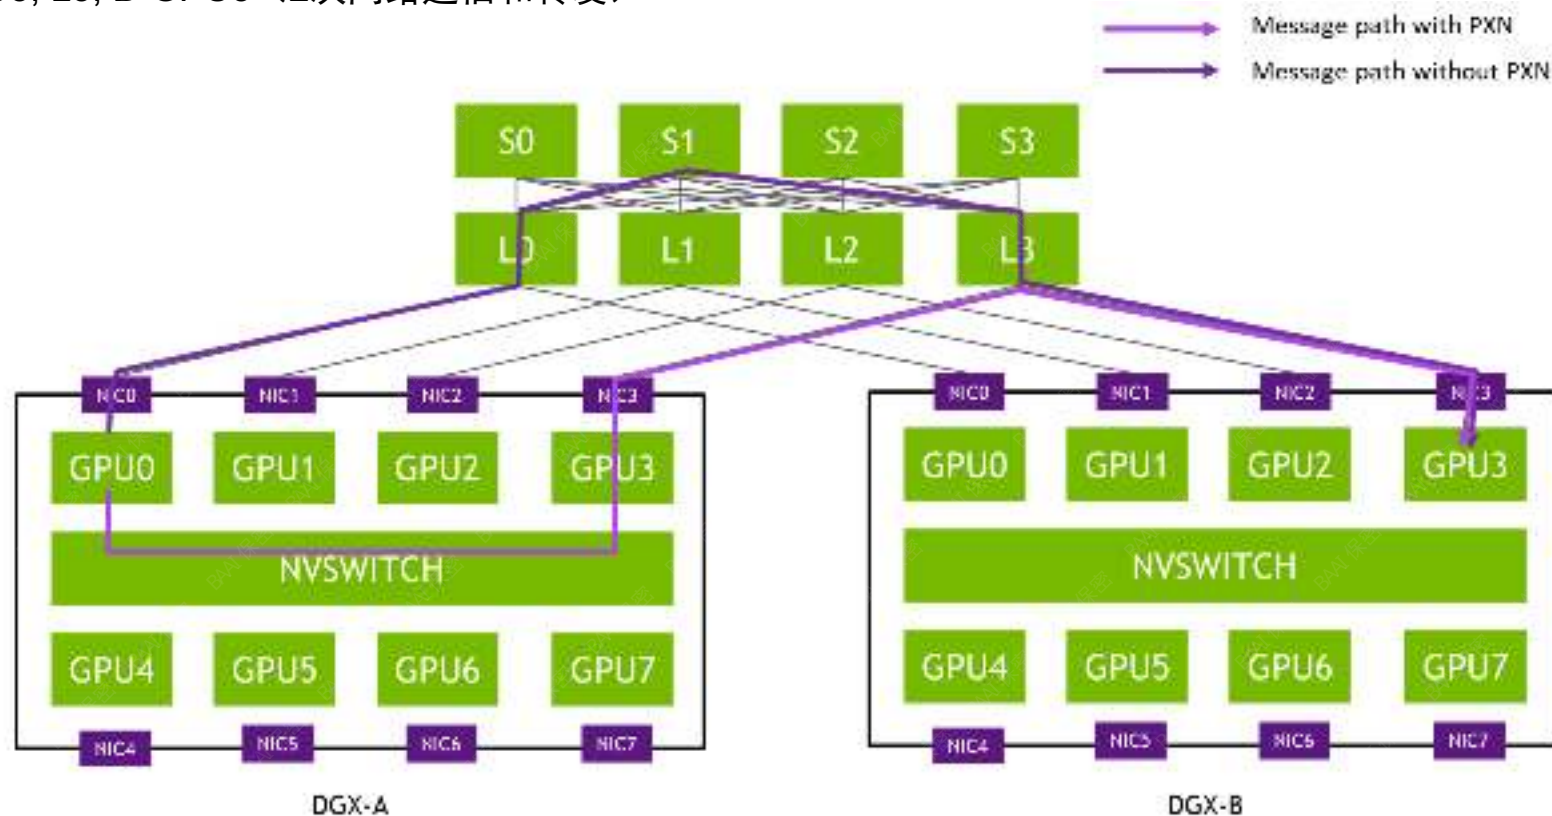 Message path with PXN
Message path without PXN
S0 S1 S2 S3
L0 L1 L2 L3
NIC0 NIC1 NIC2 NIC3 NIC0 NIC1 NIC2 NIC3
GPU0 GPU1 GPU2 GPU3 GPU0 GPU1 GPU2 GPU3
NVSWITCH NVSWITCH
GPU4 GPU5 GPU6 GPU7 GPU4 GPU5 GPU6 GPU7
NIC4 NIC5 NIC6 NIC7 NIC4 NIC5 NIC6 NIC7
DGX-A DGX-B